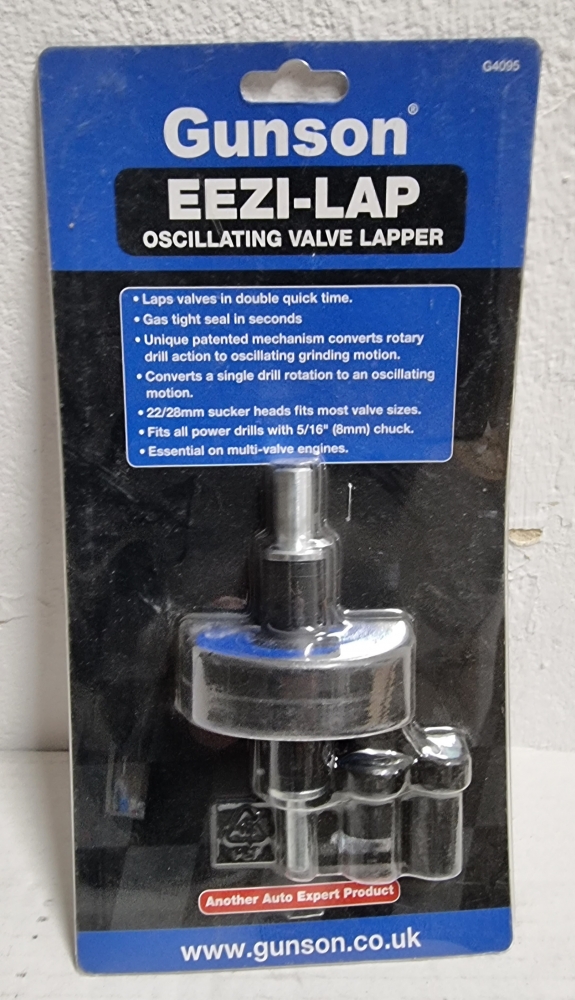 G4095
Gunson®
EEZI-LAP
OSCILLATING VALVE LAPPER
• Laps valves in double quick time.
• Gas tight seal in seconds
• Unique patented mechanism converts rotary
drill action to oscillating grinding motion.
• Converts a single drill rotation to an oscillating
motion.
• 22/28mm sucker heads fits most valve sizes.
• Fits all power drills with 5/16" (8mm) chuck.
• Essential on multi-valve engines.
Another Auto Expert Product
www.gunson.co.uk